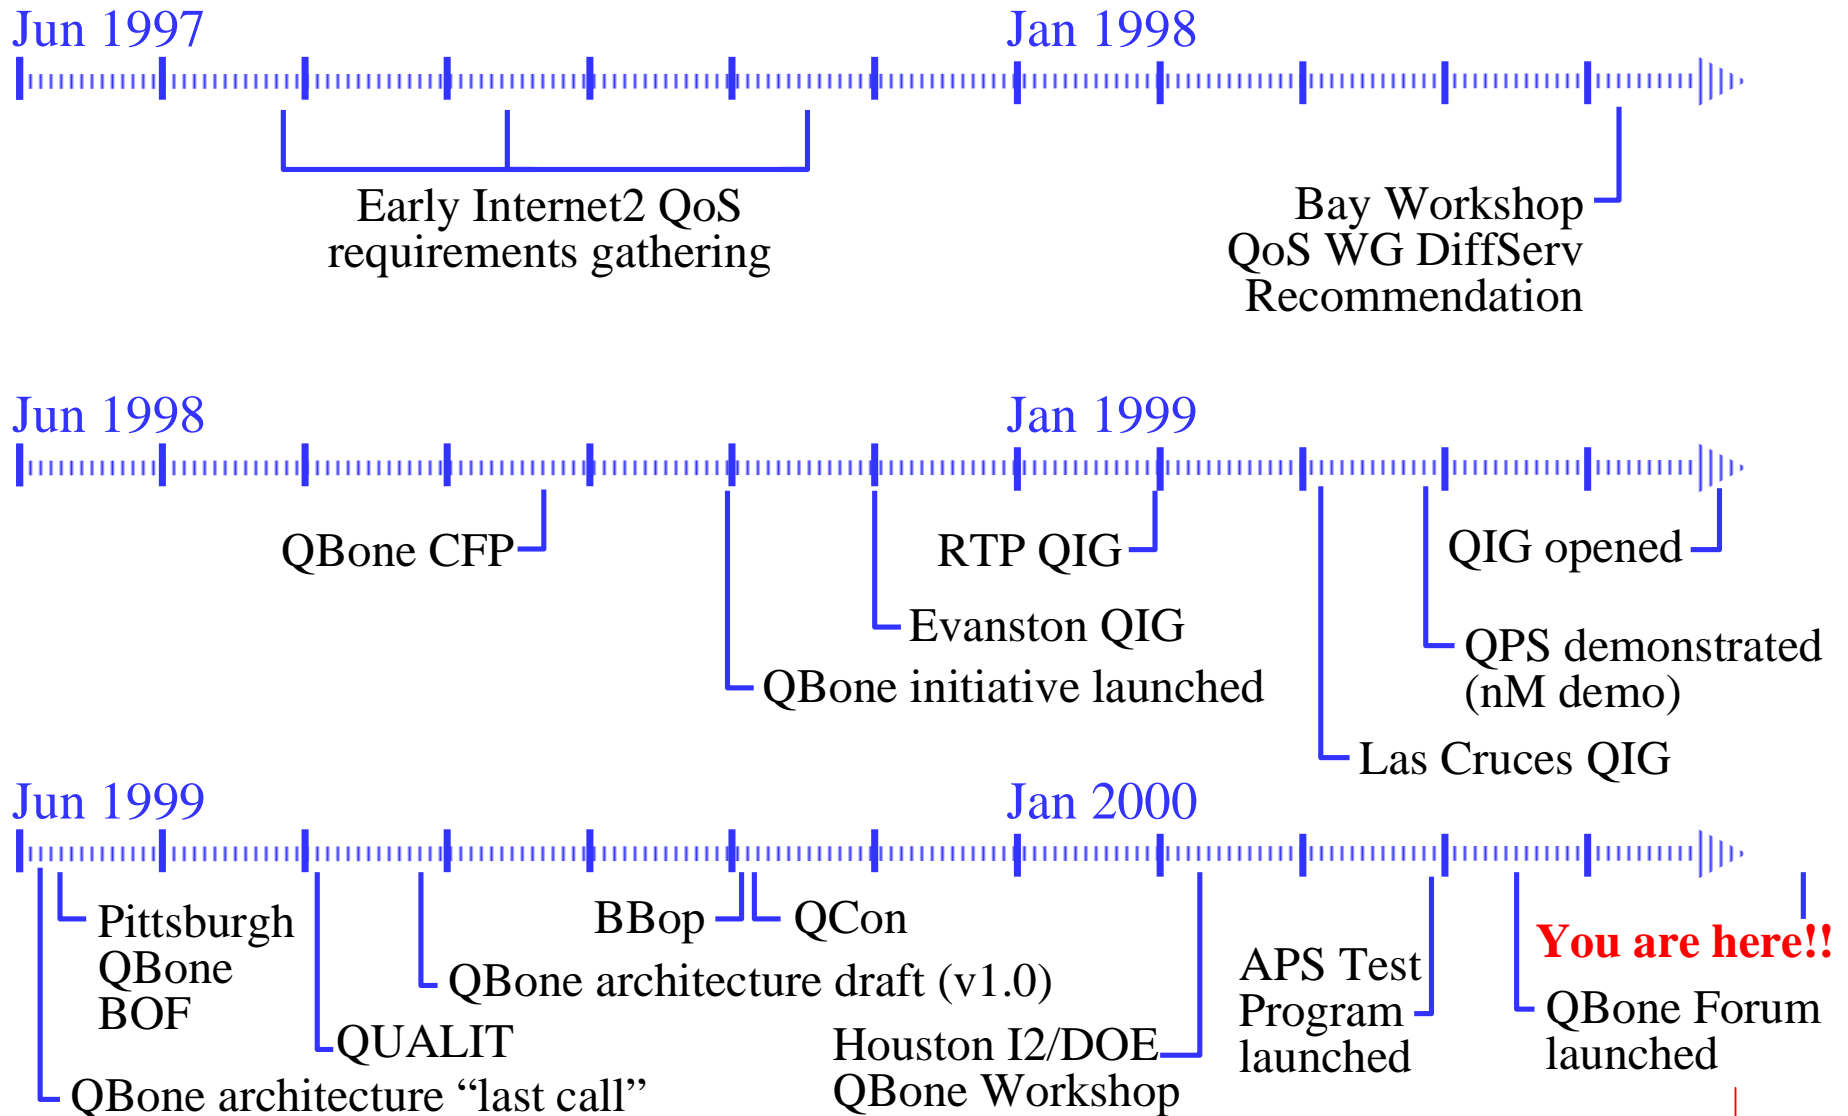 Jun 1997
Jan 1998
Early Internet2 QoS
requirements gathering
Bay Workshop
QoS WG DiffServ
Recommendation
Jun 1998
Jan 1999
QBone CFP
RTP QIG
QIG opened
Evanston QIG
QPS demonstrated
(nM demo)
QBone initiative launched
Las Cruces QIG
Jun 1999
Jan 2000
Pittsburgh
QBone
BOF
BBop
QCon
You are here!!
QBone architecture draft (v1.0)
APS Test
Program
launched
QBone Forum
launched
QUALIT
Houston I2/DOE
QBone Workshop
QBone architecture “last call”